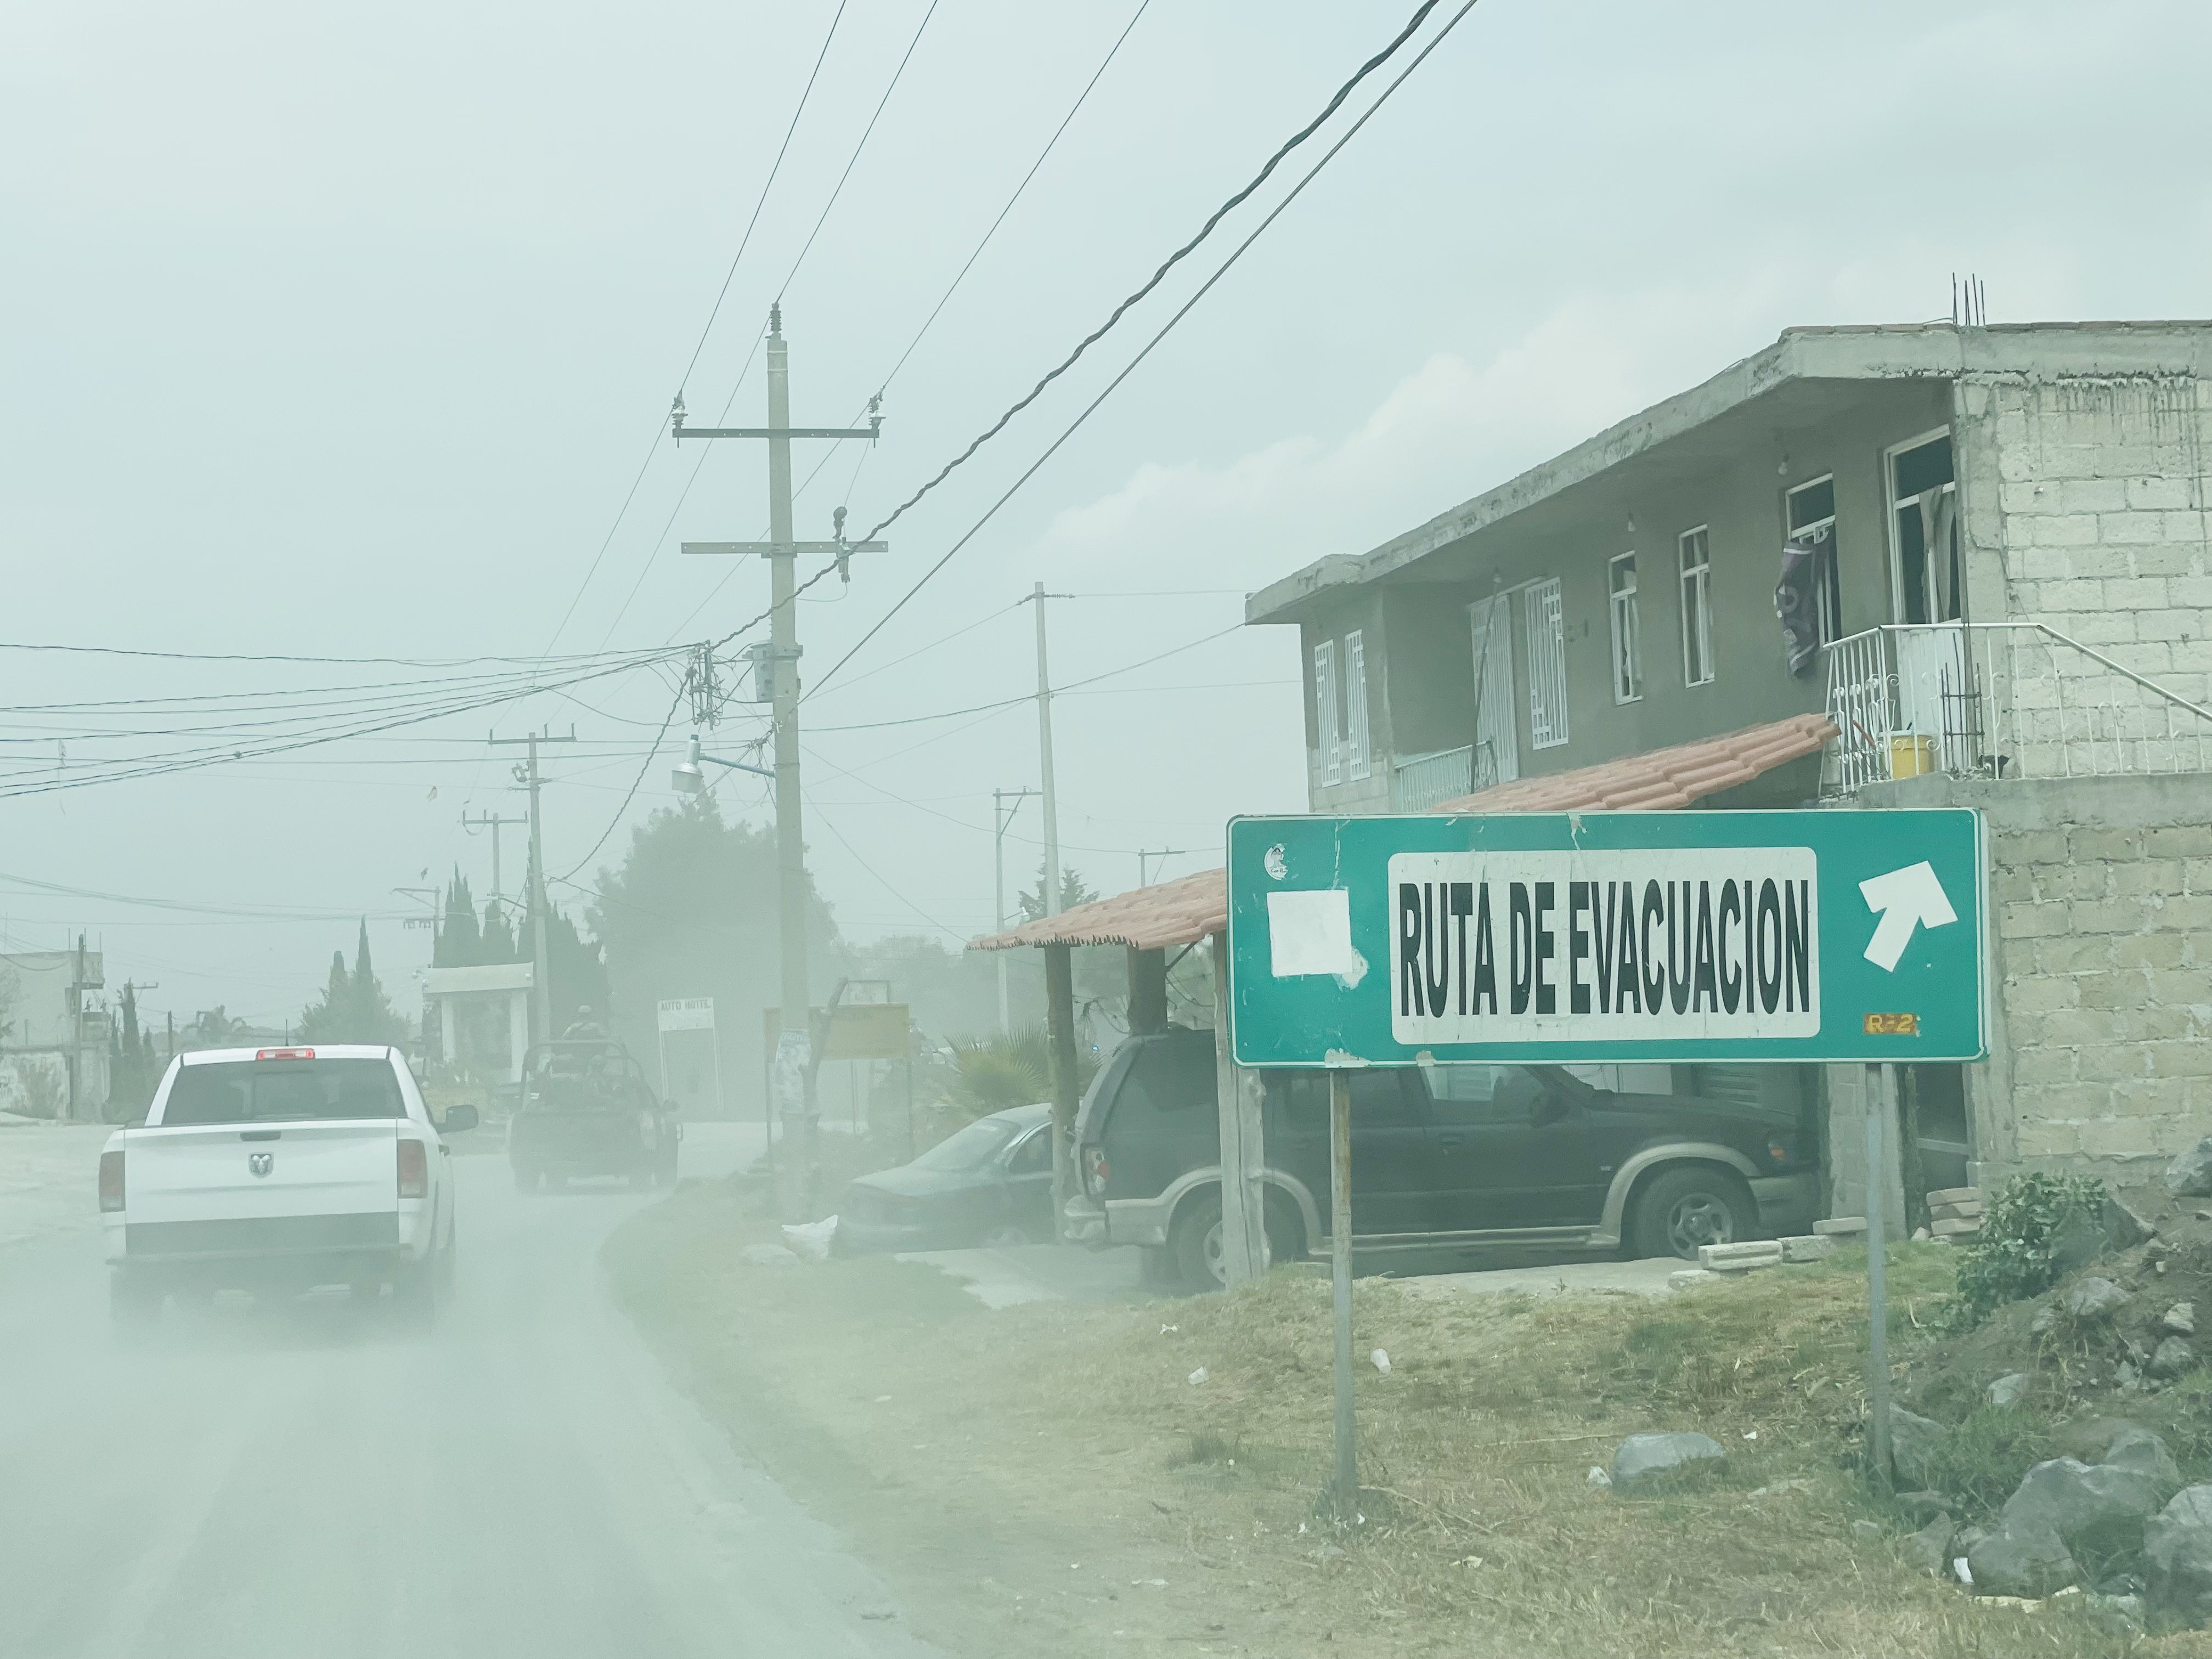 AUTO HOTEL
RUTA DE EVACUACION
R-2